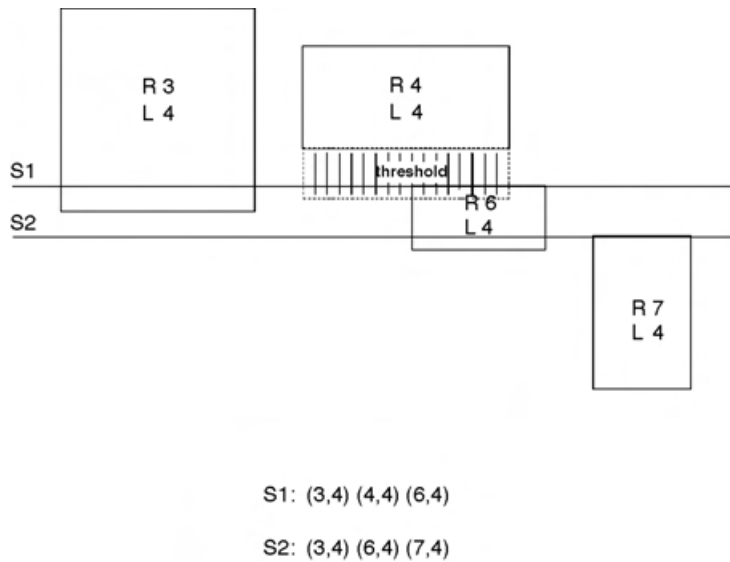 R 3
L 4
R 4
L 4
threshold
S1
R 6
L 4
S2
R 7
L 4
S1: (3,4) (4,4) (6,4)
S2: (3,4) (6,4) (7,4)